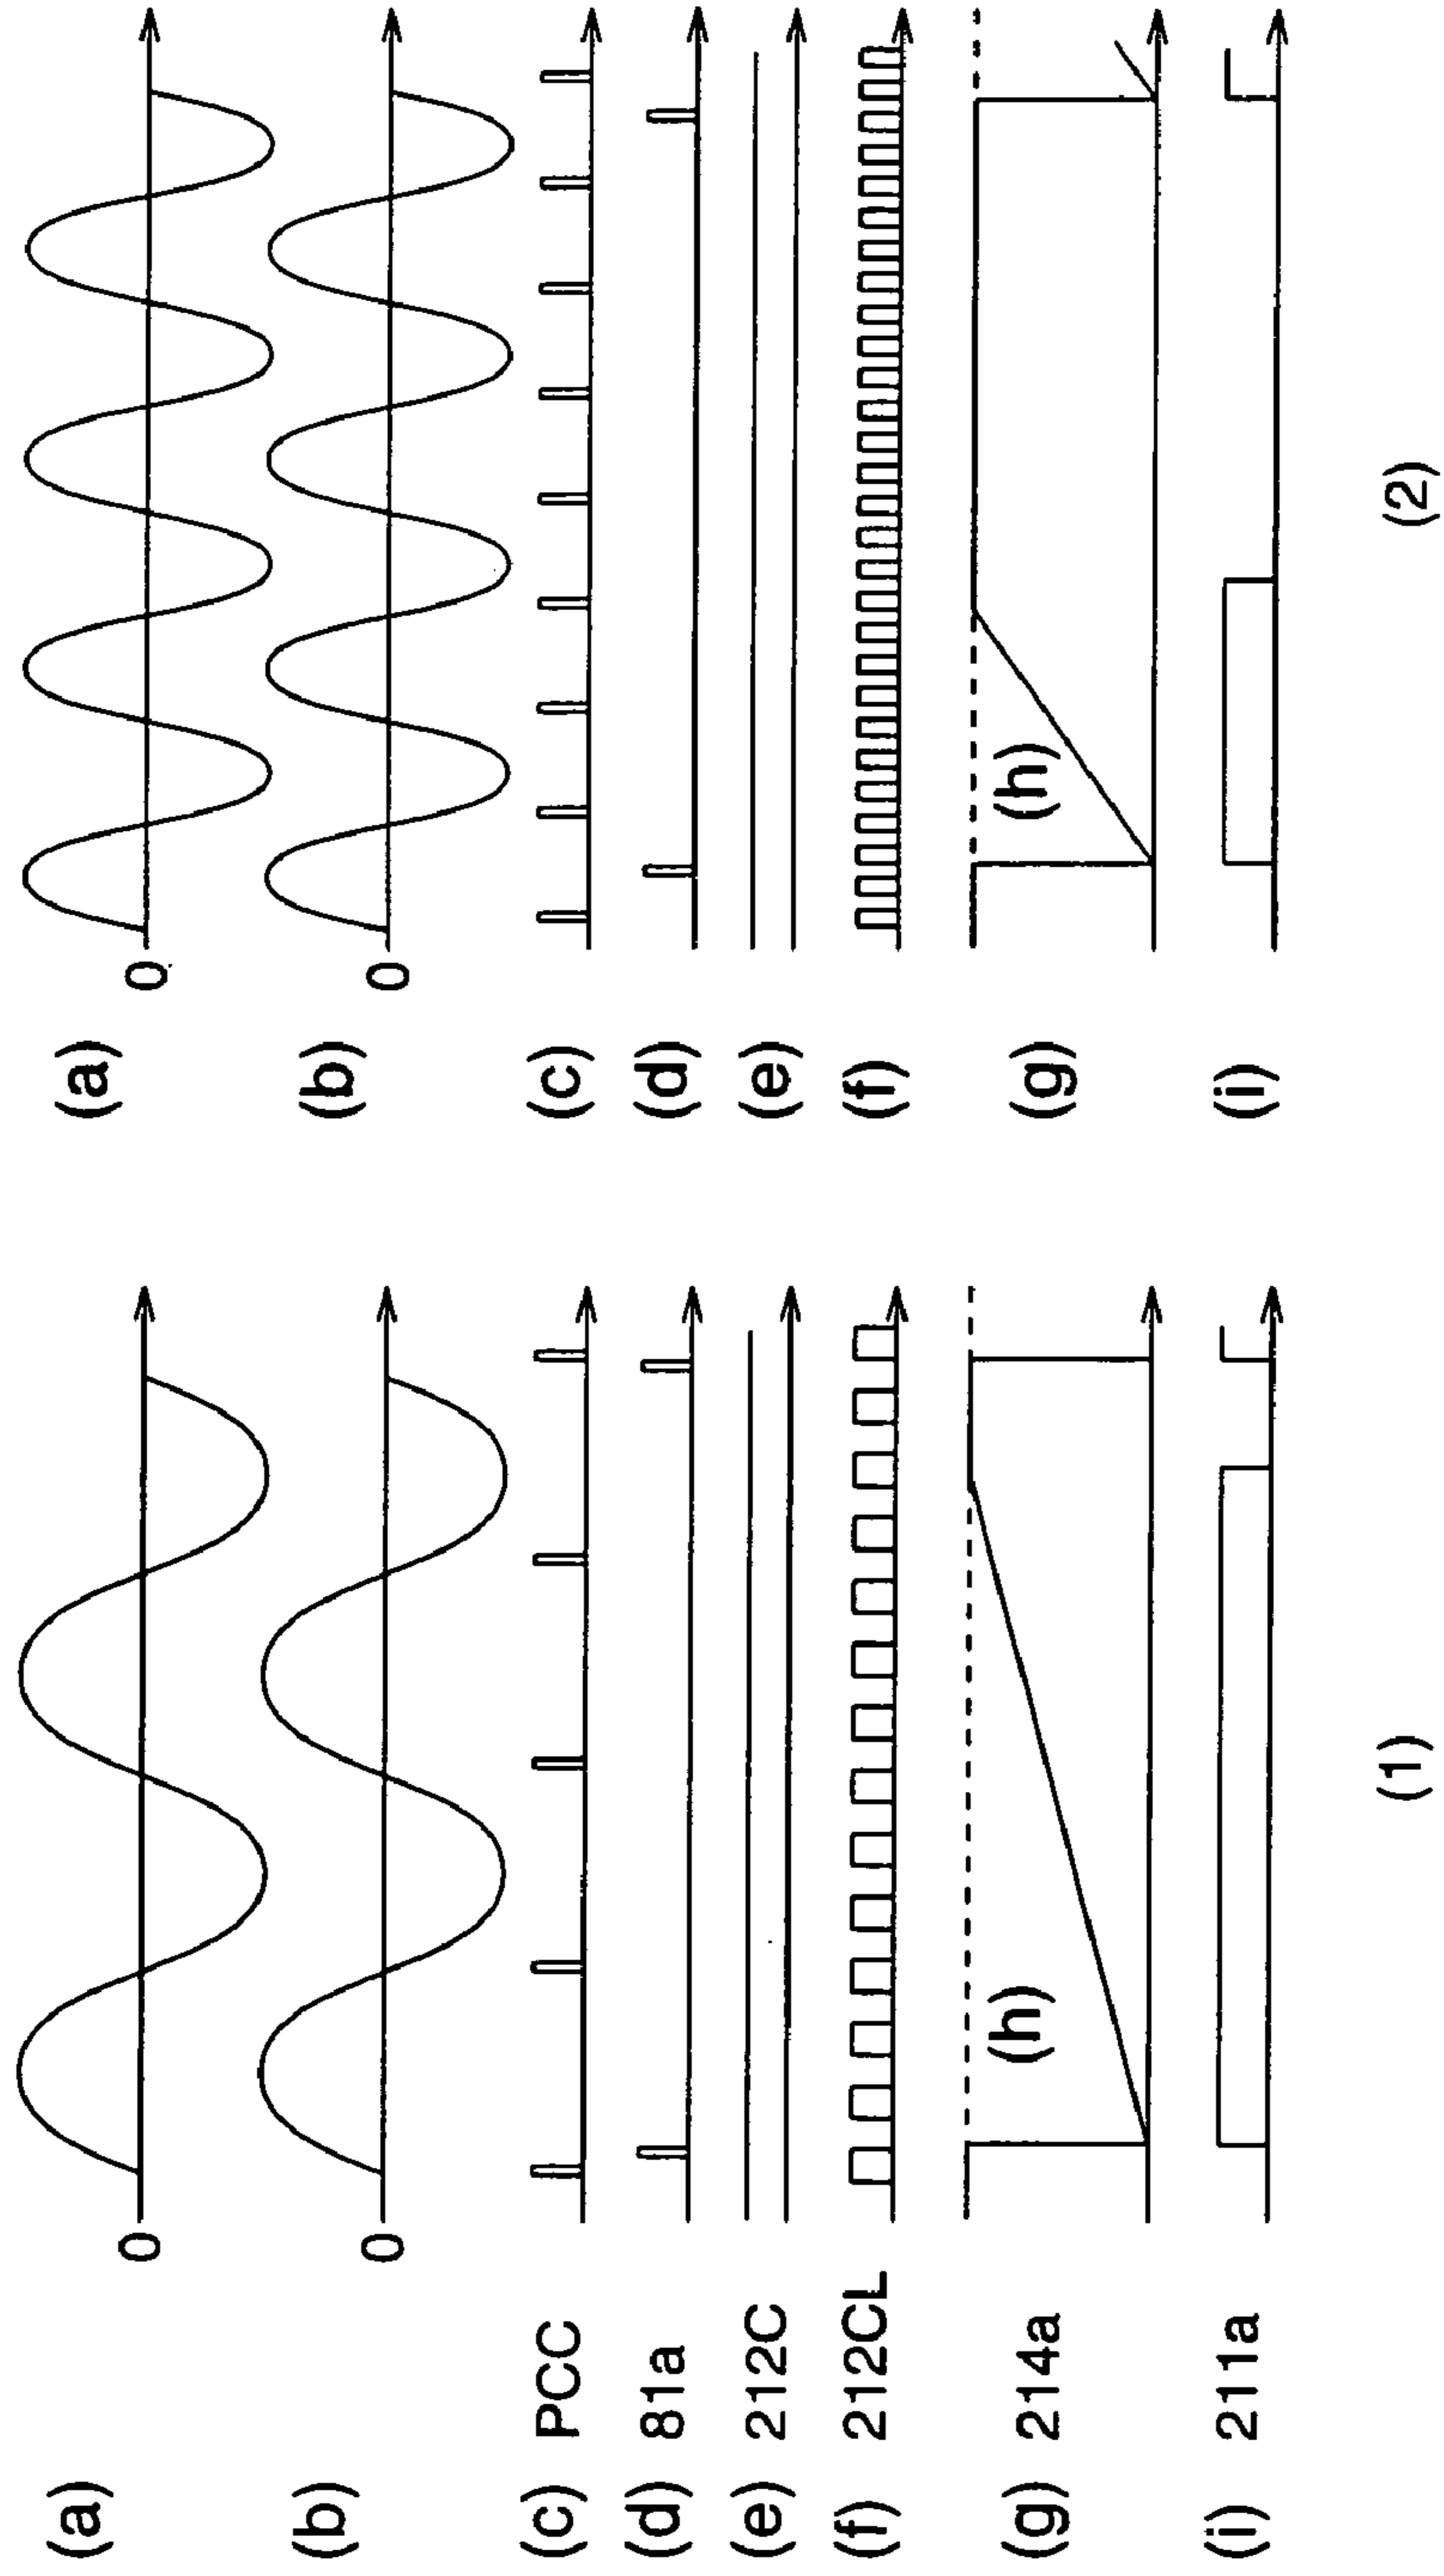 (a)
0
(b)
0
(c) PCC
(d) 81a
(e) 212C
(f) 212CL
(g) 214a
(h)
(i) 211a
(1)
(a)
0
(b)
0
(c)
(d)
(e)
(f)
(g)
(h)
(i)
(2)